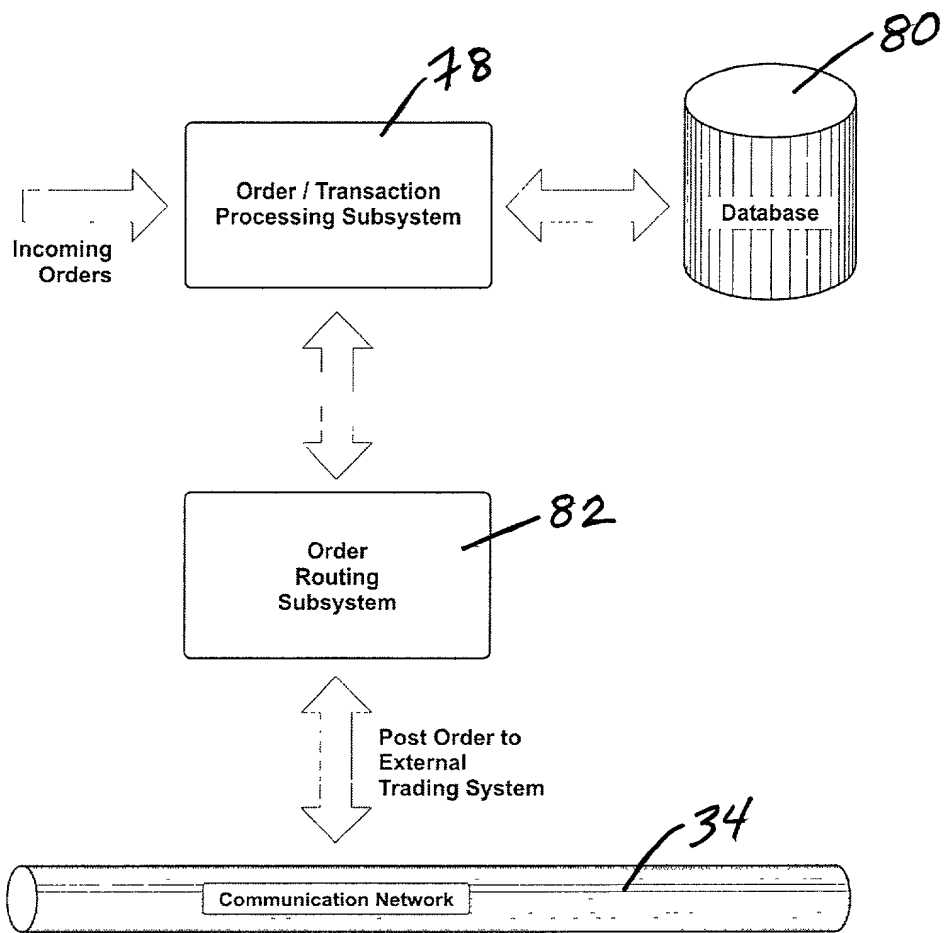 80
78
Order / Transaction
Processing Subsystem
Incoming
Orders
Database
82
Order
Routing
Subsystem
Post Order to
External
Trading System
34
Communication Network